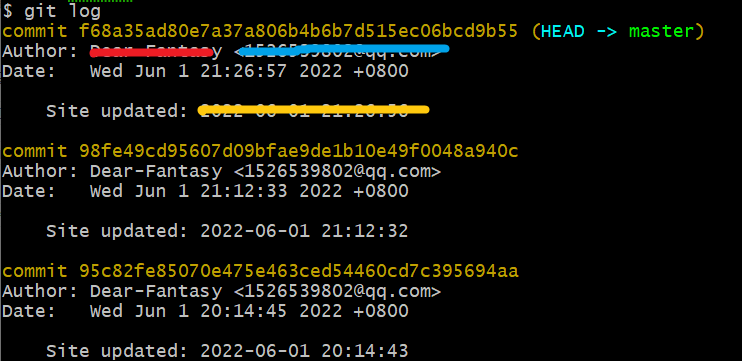 $ git log
commit f68a35ad80e7a37a806b4b6b7d515ec06bcd9b55 (HEAD -> master)
Author:
Date:   Wed Jun 1 21:26:57 2022 +0800
Site updated:
commit 98fe49cd95607d09bfae9de1b10e49f0048a940c
Author: Dear-Fantasy <1526539802@qq.com>
Date:   Wed Jun 1 21:12:33 2022 +0800
Site updated: 2022-06-01 21:12:32
commit 95c82fe85070e475e463ced54460cd7c395694aa
Author: Dear-Fantasy <1526539802@qq.com>
Date:   Wed Jun 1 20:14:45 2022 +0800
Site updated: 2022-06-01 20:14:43